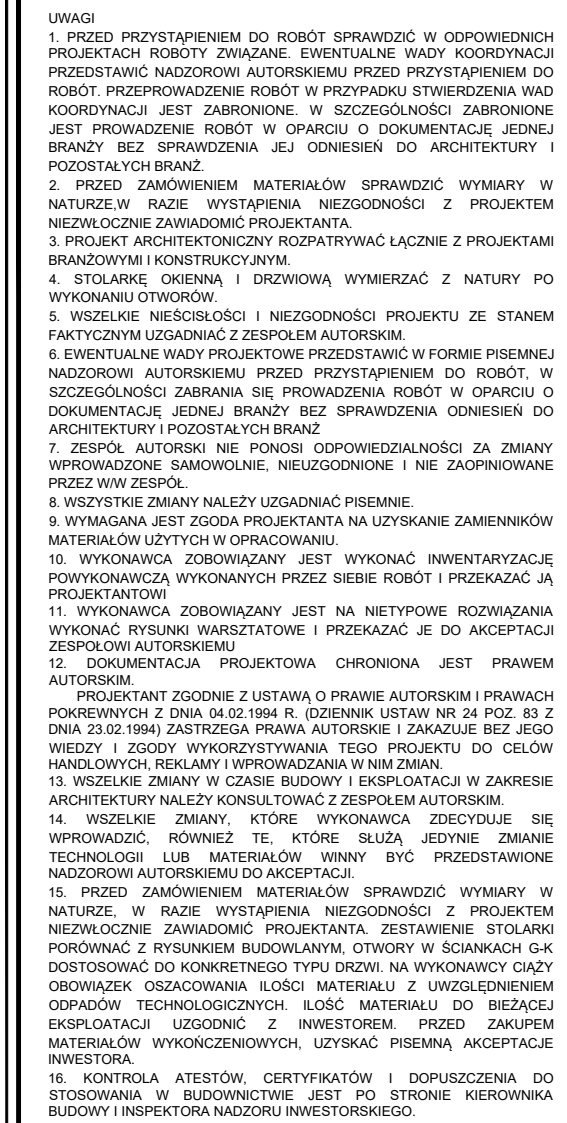 UWAGI
1. PRZED PRZYSTĄPIENIEM DO ROBÓT SPRAWDZIĆ W ODPOWIEDNICH
PROJEKTACH ROBOTY ZWIĄZANE. EWENTUALNE WADY KOORDYNACJI
PRZEDSTAWIĆ NADZOROWI AUTORSKIEMU PRZED PRZYSTĄPIENIEM DO
ROBÓT. PRZEPROWADZENIE ROBÓT W PRZYPADKU STWIERDZENIA WAD
KOORDYNACJI JEST ZABRONIONE. W SZCZEGÓLNOŚCI ZABRONIONE
JEST PROWADZENIE ROBÓT W OPARCIU O DOKUMENTACJĘ JEDNEJ
BRANŻY BEZ SPRAWDZENIA JEJ ODNIESIEŃ DO ARCHITEKTURY I
POZOSTAŁYCH BRANŻ.
2. PRZED ZAMÓWIENIEM MATERIAŁÓW SPRAWDZIĆ WYMIARY W
NATURZE,W RAZIE WYSTĄPIENIA NIEZGODNOŚCI Z PROJEKTEM
NIEZWŁOCZNIE ZAWIADOMIĆ PROJEKTANTA.
3. PROJEKT ARCHITEKTONICZNY ROZPATRYWAĆ ŁĄCZNIE Z PROJEKTAMI
BRANŻOWYMI I KONSTRUKCYJNYM.
4. STOLARKĘ OKIENNĄ I DRZWIOWĄ WYMIERZAĆ Z NATURY PO
WYKONANIU OTWORÓW.
5. WSZELKIE NIEŚCISŁOŚCI I NIEZGODNOŚCI PROJEKTU ZE STANEM
FAKTYCZNYM UZGADNIAĆ Z ZESPOŁEM AUTORSKIM.
6. EWENTUALNE WADY PROJEKTOWE PRZEDSTAWIĆ W FORMIE PISEMNEJ
NADZOROWI AUTORSKIEMU PRZED PRZYSTĄPIENIEM DO ROBÓT, W
SZCZEGÓLNOŚCI ZABRANIA SIĘ PROWADZENIA ROBÓT W OPARCIU O
DOKUMENTACJĘ JEDNEJ BRANŻY BEZ SPRAWDZENIA ODNIESIEŃ DO
ARCHITEKTURY I POZOSTAŁYCH BRANŻ
7. ZESPÓŁ AUTORSKI NIE PONOSI ODPOWIEDZIALNOŚCI ZA ZMIANY
WPROWADZONE SAMOWOLNIE, NIEUZGODNIONE I NIE ZAOPINIOWANE
PRZEZ W/W ZESPÓŁ.
8. WSZYSTKIE ZMIANY NALEŻY UZGADNIAĆ PISEMNIE.
9. WYMAGANA JEST ZGODA PROJEKTANTA NA UZYSKANIE ZAMIENNIKÓW
MATERIAŁÓW UŻYTYCH W OPRACOWANIU.
10. WYKONAWCA ZOBOWIĄZANY JEST WYKONAĆ INWENTARYZACJĘ
POWYKONAWCZĄ WYKONANYCH PRZEZ SIEBIE ROBÓT I PRZEKAZAĆ JĄ
PROJEKTANTOWI
11. WYKONAWCA ZOBOWIĄZANY JEST NA NIETYPOWE ROZWIĄZANIA
WYKONAĆ RYSUNKI WARSZTATOWE I PRZEKAZAĆ JE DO AKCEPTACJI
ZESPOŁOWI AUTORSKIEMU
12. DOKUMENTACJA PROJEKTOWA CHRONIONA JEST PRAWEM
AUTORSKIM.
PROJEKTANT ZGODNIE Z USTAWĄ O PRAWIE AUTORSKIM I PRAWACH
POKREWNYCH Z DNIA 04.02.1994 R. (DZIENNIK USTAW NR 24 POZ. 83 Z
DNIA 23.02.1994) ZASTRZEGA PRAWA AUTORSKIE I ZAKAZUJE BEZ JEGO
WIEDZY I ZGODY WYKORZYSTYWANIA TEGO PROJEKTU DO CELÓW
HANDLOWYCH, REKLAMY I WPROWADZANIA W NIM ZMIAN.
13. WSZELKIE ZMIANY W CZASIE BUDOWY I EKSPLOATACJI W ZAKRESIE
ARCHITEKTURY NALEŻY KONSULTOWAĆ Z ZESPOŁEM AUTORSKIM.
14. WSZELKIE ZMIANY, KTÓRE WYKONAWCA ZDECYDUJE SIĘ
WPROWADZIĆ, RÓWNIEŻ TE, KTÓRE SŁUŻĄ JEDYNIE ZMIANIE
TECHNOLOGII LUB MATERIAŁÓW WINNY BYĆ PRZEDSTAWIONE
NADZOROWI AUTORSKIEMU DO AKCEPTACJI.
15. PRZED ZAMÓWIENIEM MATERIAŁÓW SPRAWDZIĆ WYMIARY W
NATURZE, W RAZIE WYSTĄPIENIA NIEZGODNOŚCI Z PROJEKTEM
NIEZWŁOCZNIE ZAWIADOMIĆ PROJEKTANTA. ZESTAWIENIE STOLARKI
PORÓWNAĆ Z RYSUNKIEM BUDOWLANYM, OTWORY W ŚCIANKACH G-K
DOSTOSOWAĆ DO KONKRETNEGO TYPU DRZWI. NA WYKONAWCY CIĄŻY
OBOWIĄZEK OSZACOWANIA ILOŚCI MATERIAŁU Z UWZGLĘDNIENIEM
ODPADÓW TECHNOLOGICZNYCH. ILOŚĆ MATERIAŁU DO BIEŻĄCEJ
EKSPLOATACJI UZGODNIĆ Z INWESTOREM. PRZED ZAKUPEM
MATERIAŁÓW WYKOŃCZENIOWYCH, UZYSKAĆ PISEMNĄ AKCEPTACJE
INWESTORA.
16. KONTROLA ATESTÓW, CERTYFIKATÓW I DOPUSZCZENIA DO
STOSOWANIA W BUDOWNICTWIE JEST PO STRONIE KIEROWNIKA
BUDOWY I INSPEKTORA NADZORU INWESTORSKIEGO.